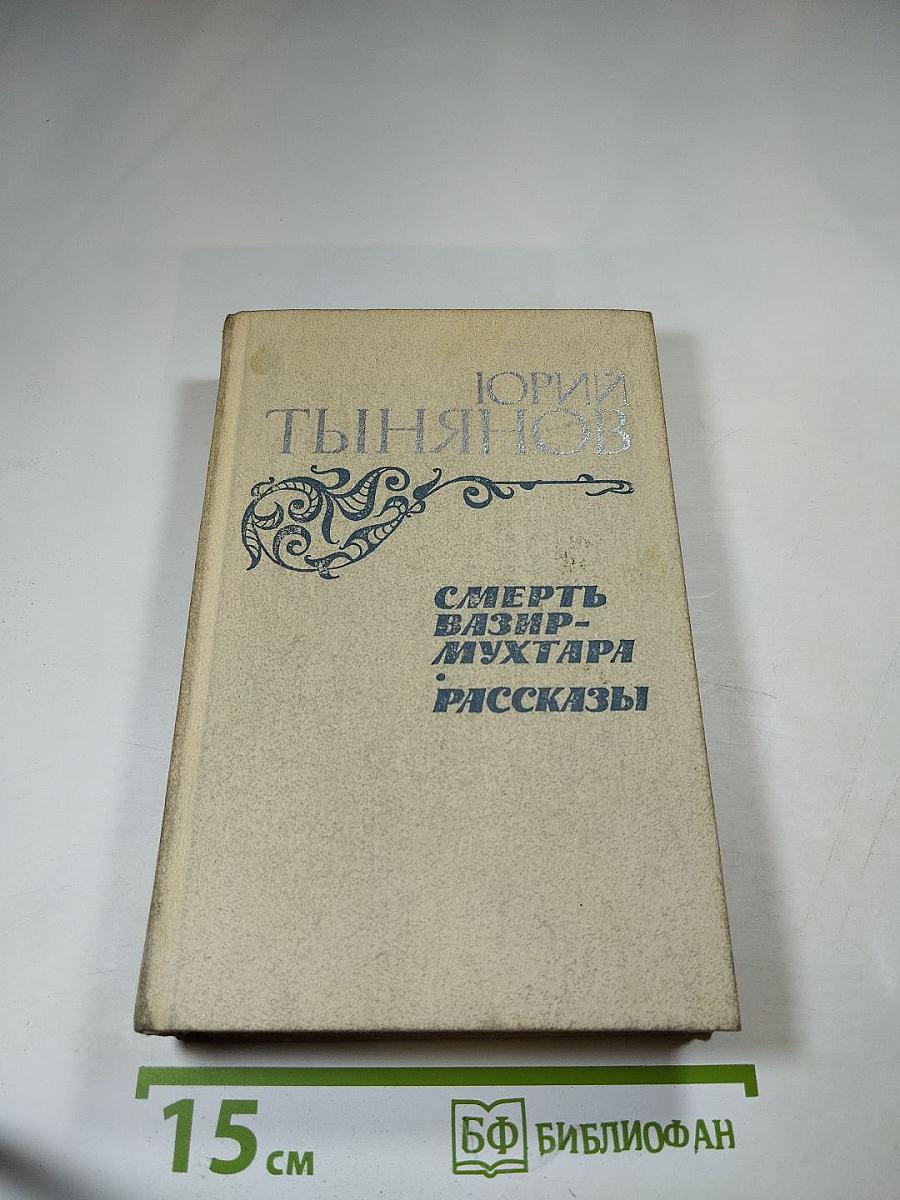 ЮРИЙ
ТЫНЯНОВ
СМЕРТЬ
ВАЗИР-
МУХТАРА
•
РАССКАЗЫ
15 см
БФ БИБЛИОФАН